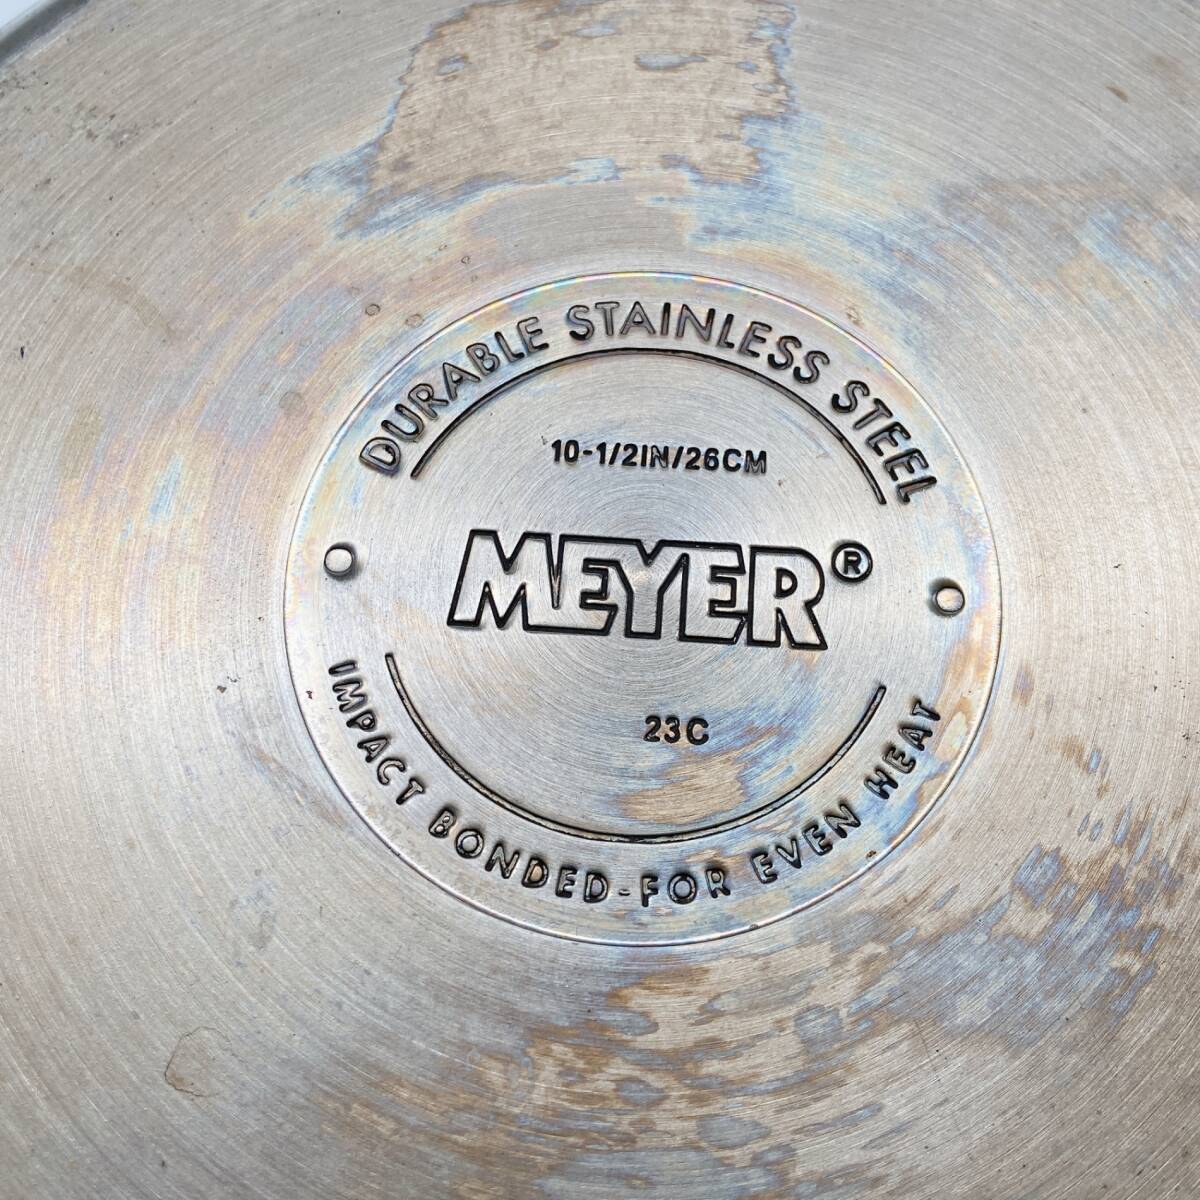 DURABLE STAINLESS STEEL
10-1/2IN/26CM
MEYER®
23C
IMPACT BONDED-FOR EVEN HEAT